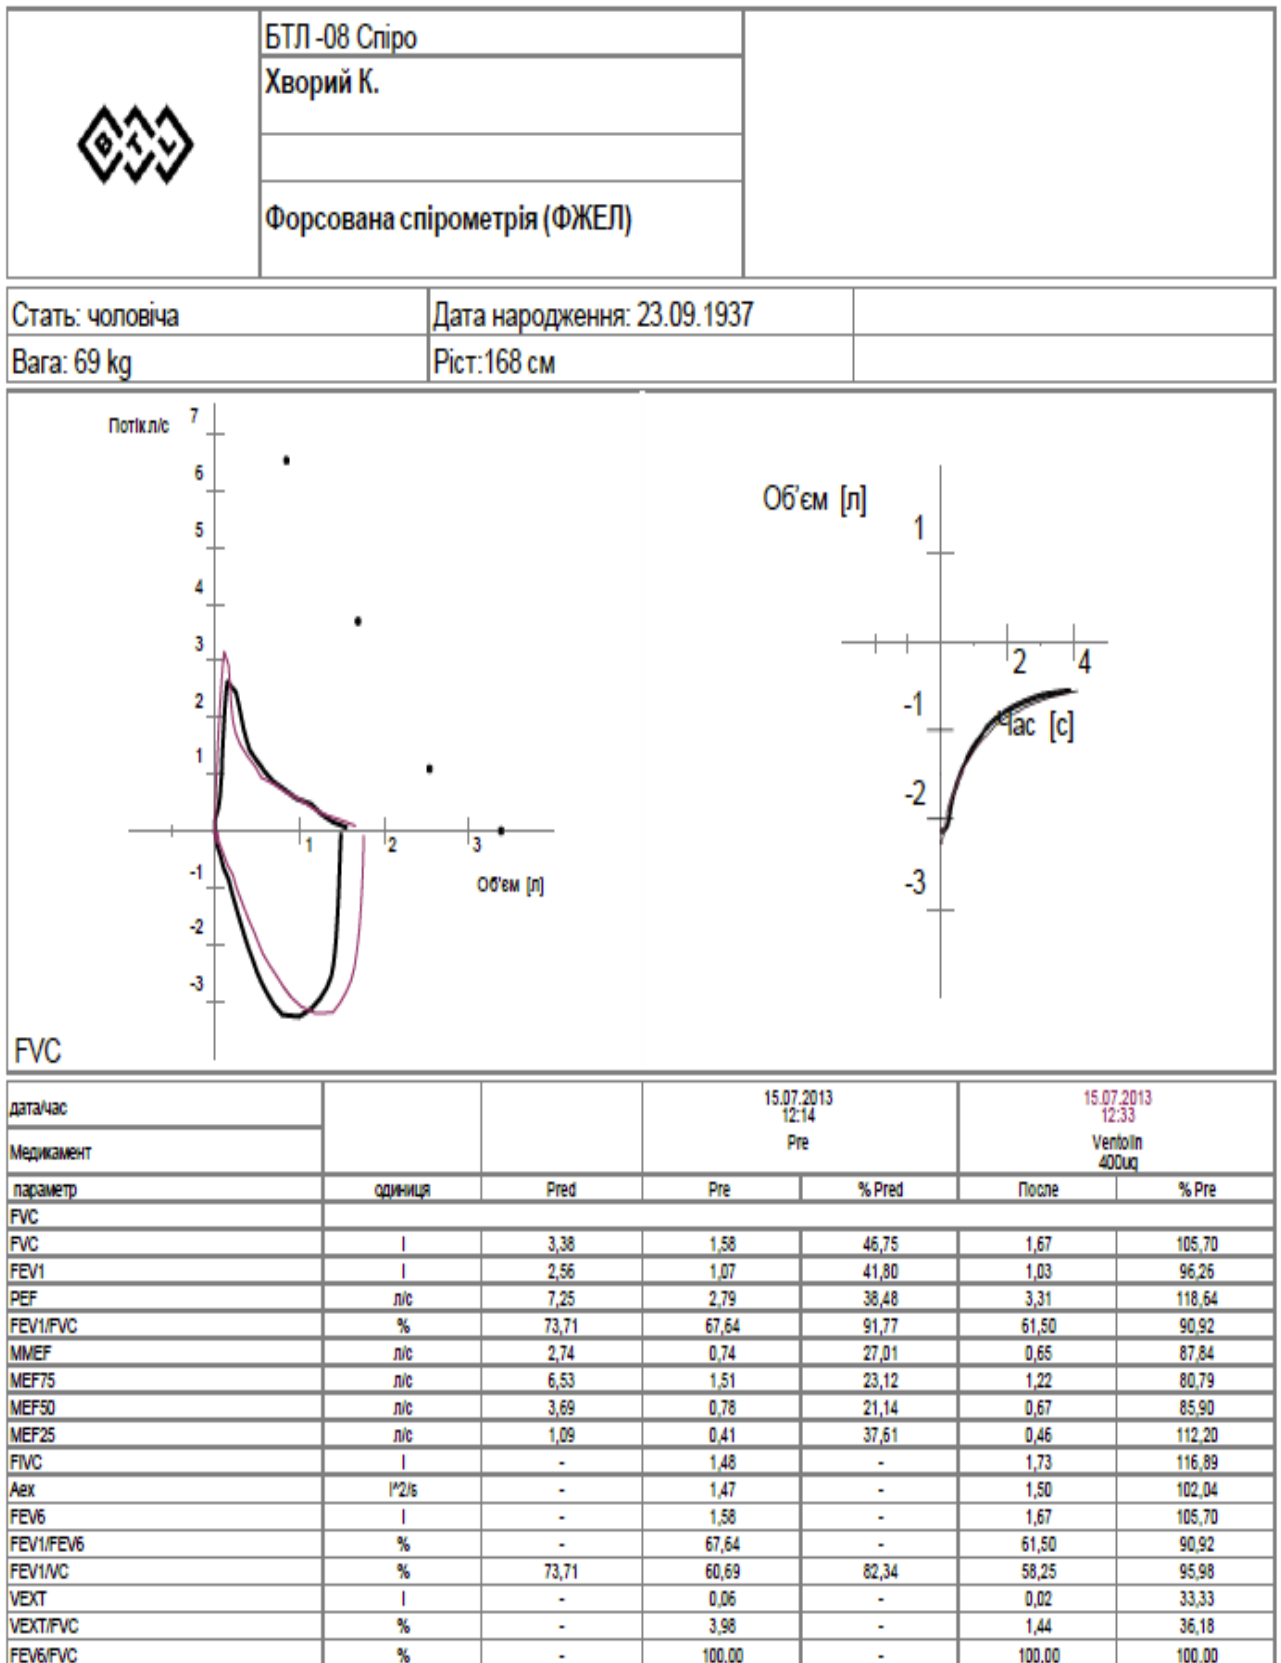 BTL
БТЛ -08 Спіро
Хворий К.
Форсована спірометрія (ФЖЕЛ)
Стать: чоловіча Дата народження: 23.09.1937
Вага: 69 kg Ріст:168 см
Потік.л/с
7
6
5
4
3
2
1
-1
-2
-3
1 2 3
Об'єм [л]
FVC
Об'єм [л]
1
2 4
-1
Час [с]
-2
-3
дата/час 15.07.2013 12:14 15.07.2013 12:33
Медикамент Pre Ventolin 400uq
параметр одиниця Pred Pre % Pred После % Pre
FVC
FVC l 3,38 1,58 46,75 1,67 105,70
FEV1 l 2,56 1,07 41,80 1,03 96,26
PEF л/с 7,25 2,79 38,48 3,31 118,64
FEV1/FVC % 73,71 67,64 91,77 61,50 90,92
MMEF л/с 2,74 0,74 27,01 0,65 87,84
MEF75 л/с 6,53 1,51 23,12 1,22 80,79
MEF50 л/с 3,69 0,78 21,14 0,67 85,90
MEF25 л/с 1,09 0,41 37,61 0,46 112,20
FIVC l - 1,48 - 1,73 116,89
Aex l^2/s - 1,47 - 1,50 102,04
FEV6 l - 1,58 - 1,67 105,70
FEV1/FEV6 % - 67,64 - 61,50 90,92
FEV1/VC % 73,71 60,69 82,34 58,25 95,98
VEXT l - 0,06 - 0,02 33,33
VEXT/FVC % - 3,98 - 1,44 36,18
FEV6/FVC % - 100,00 - 100,00 100,00